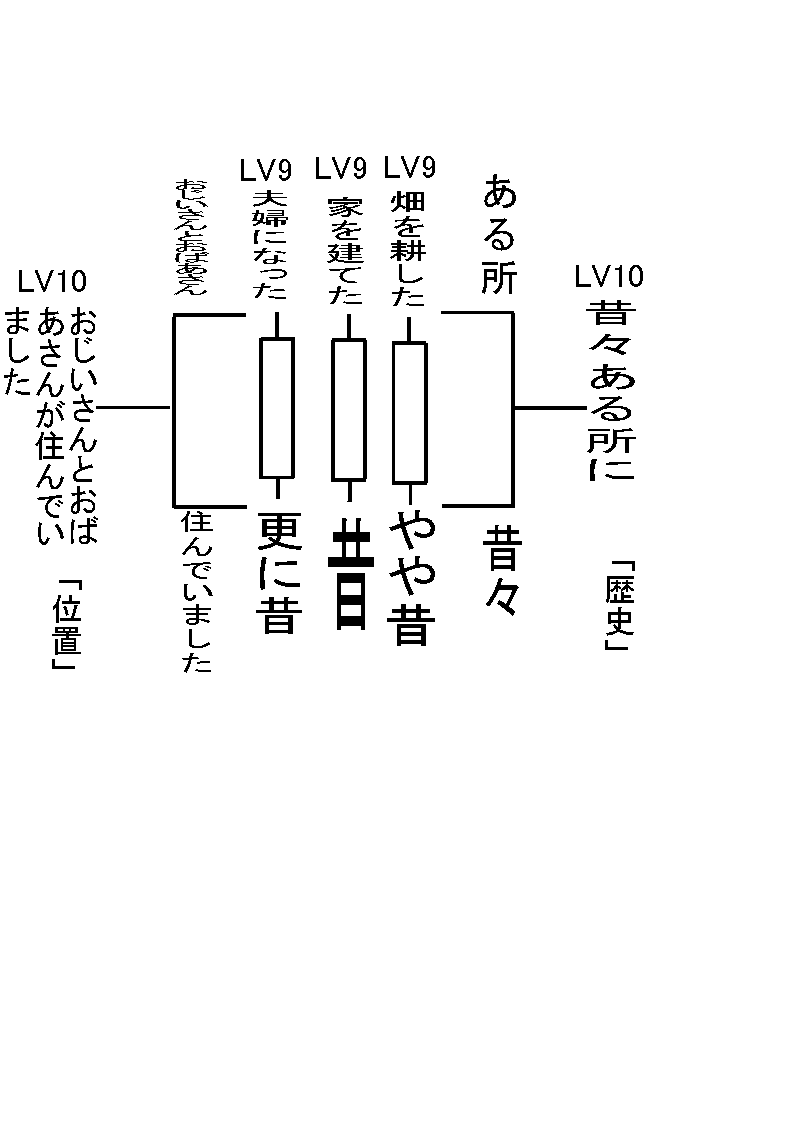 LV10
昔々ある所に
「歴史」
ある所
昔々
LV9
畑を耕した
やや昔
LV9
家を建てた
昔
LV9
夫婦になった
更に昔
おじいさんとおばあさん
住んでいました
LV10
おじいさんとおば
あさんが住んでい
ました
「位置」